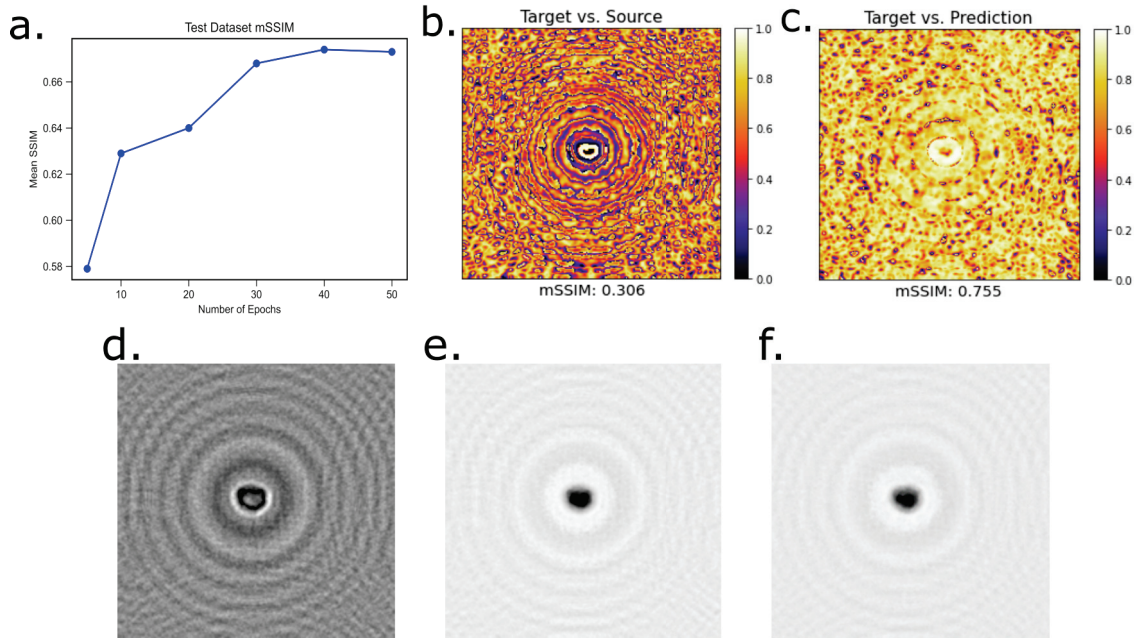 a.
Test Dataset mSSIM
Mean SSIM
0.66
0.64
0.62
0.60
0.58
10
20
30
40
50
Number of Epochs
b.
Target vs. Source
1.0
0.8
0.6
0.4
0.2
0.0
mSSIM: 0.306
c.
Target vs. Prediction
1.0
0.8
0.6
0.4
0.2
0.0
mSSIM: 0.755
d.
e.
f.